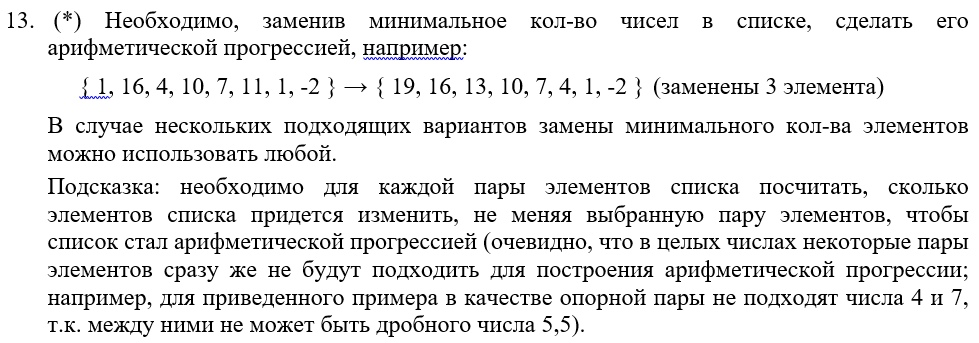 13. (*) Необходимо, заменив минимальное кол-во чисел в списке, сделать его
арифметической прогрессией, например:
{ 1, 16, 4, 10, 7, 11, 1, -2 } → { 19, 16, 13, 10, 7, 4, 1, -2 } (заменены 3 элемента)
В случае нескольких подходящих вариантов замены минимального кол-ва элементов
можно использовать любой.
Подсказка: необходимо для каждой пары элементов списка посчитать, сколько
элементов списка придется изменить, не меняя выбранную пару элементов, чтобы
список стал арифметической прогрессией (очевидно, что в целых числах некоторые пары
элементов сразу же не будут подходить для построения арифметической прогрессии;
например, для приведенного примера в качестве опорной пары не подходят числа 4 и 7,
т.к. между ними не может быть дробного числа 5,5).